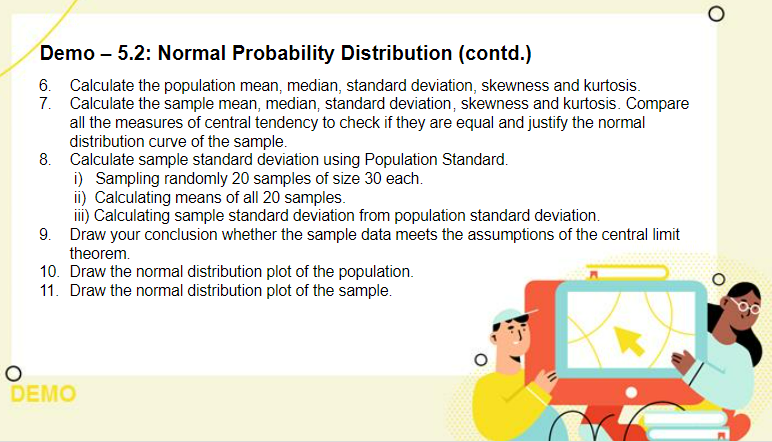 Demo – 5.2: Normal Probability Distribution (contd.)
6. Calculate the population mean, median, standard deviation, skewness and kurtosis.
7. Calculate the sample mean, median, standard deviation, skewness and kurtosis. Compare
all the measures of central tendency to check if they are equal and justify the normal
distribution curve of the sample.
8. Calculate sample standard deviation using Population Standard.
i) Sampling randomly 20 samples of size 30 each.
ii) Calculating means of all 20 samples.
iii) Calculating sample standard deviation from population standard deviation.
9. Draw your conclusion whether the sample data meets the assumptions of the central limit
theorem.
10. Draw the normal distribution plot of the population.
11. Draw the normal distribution plot of the sample.
DEMO